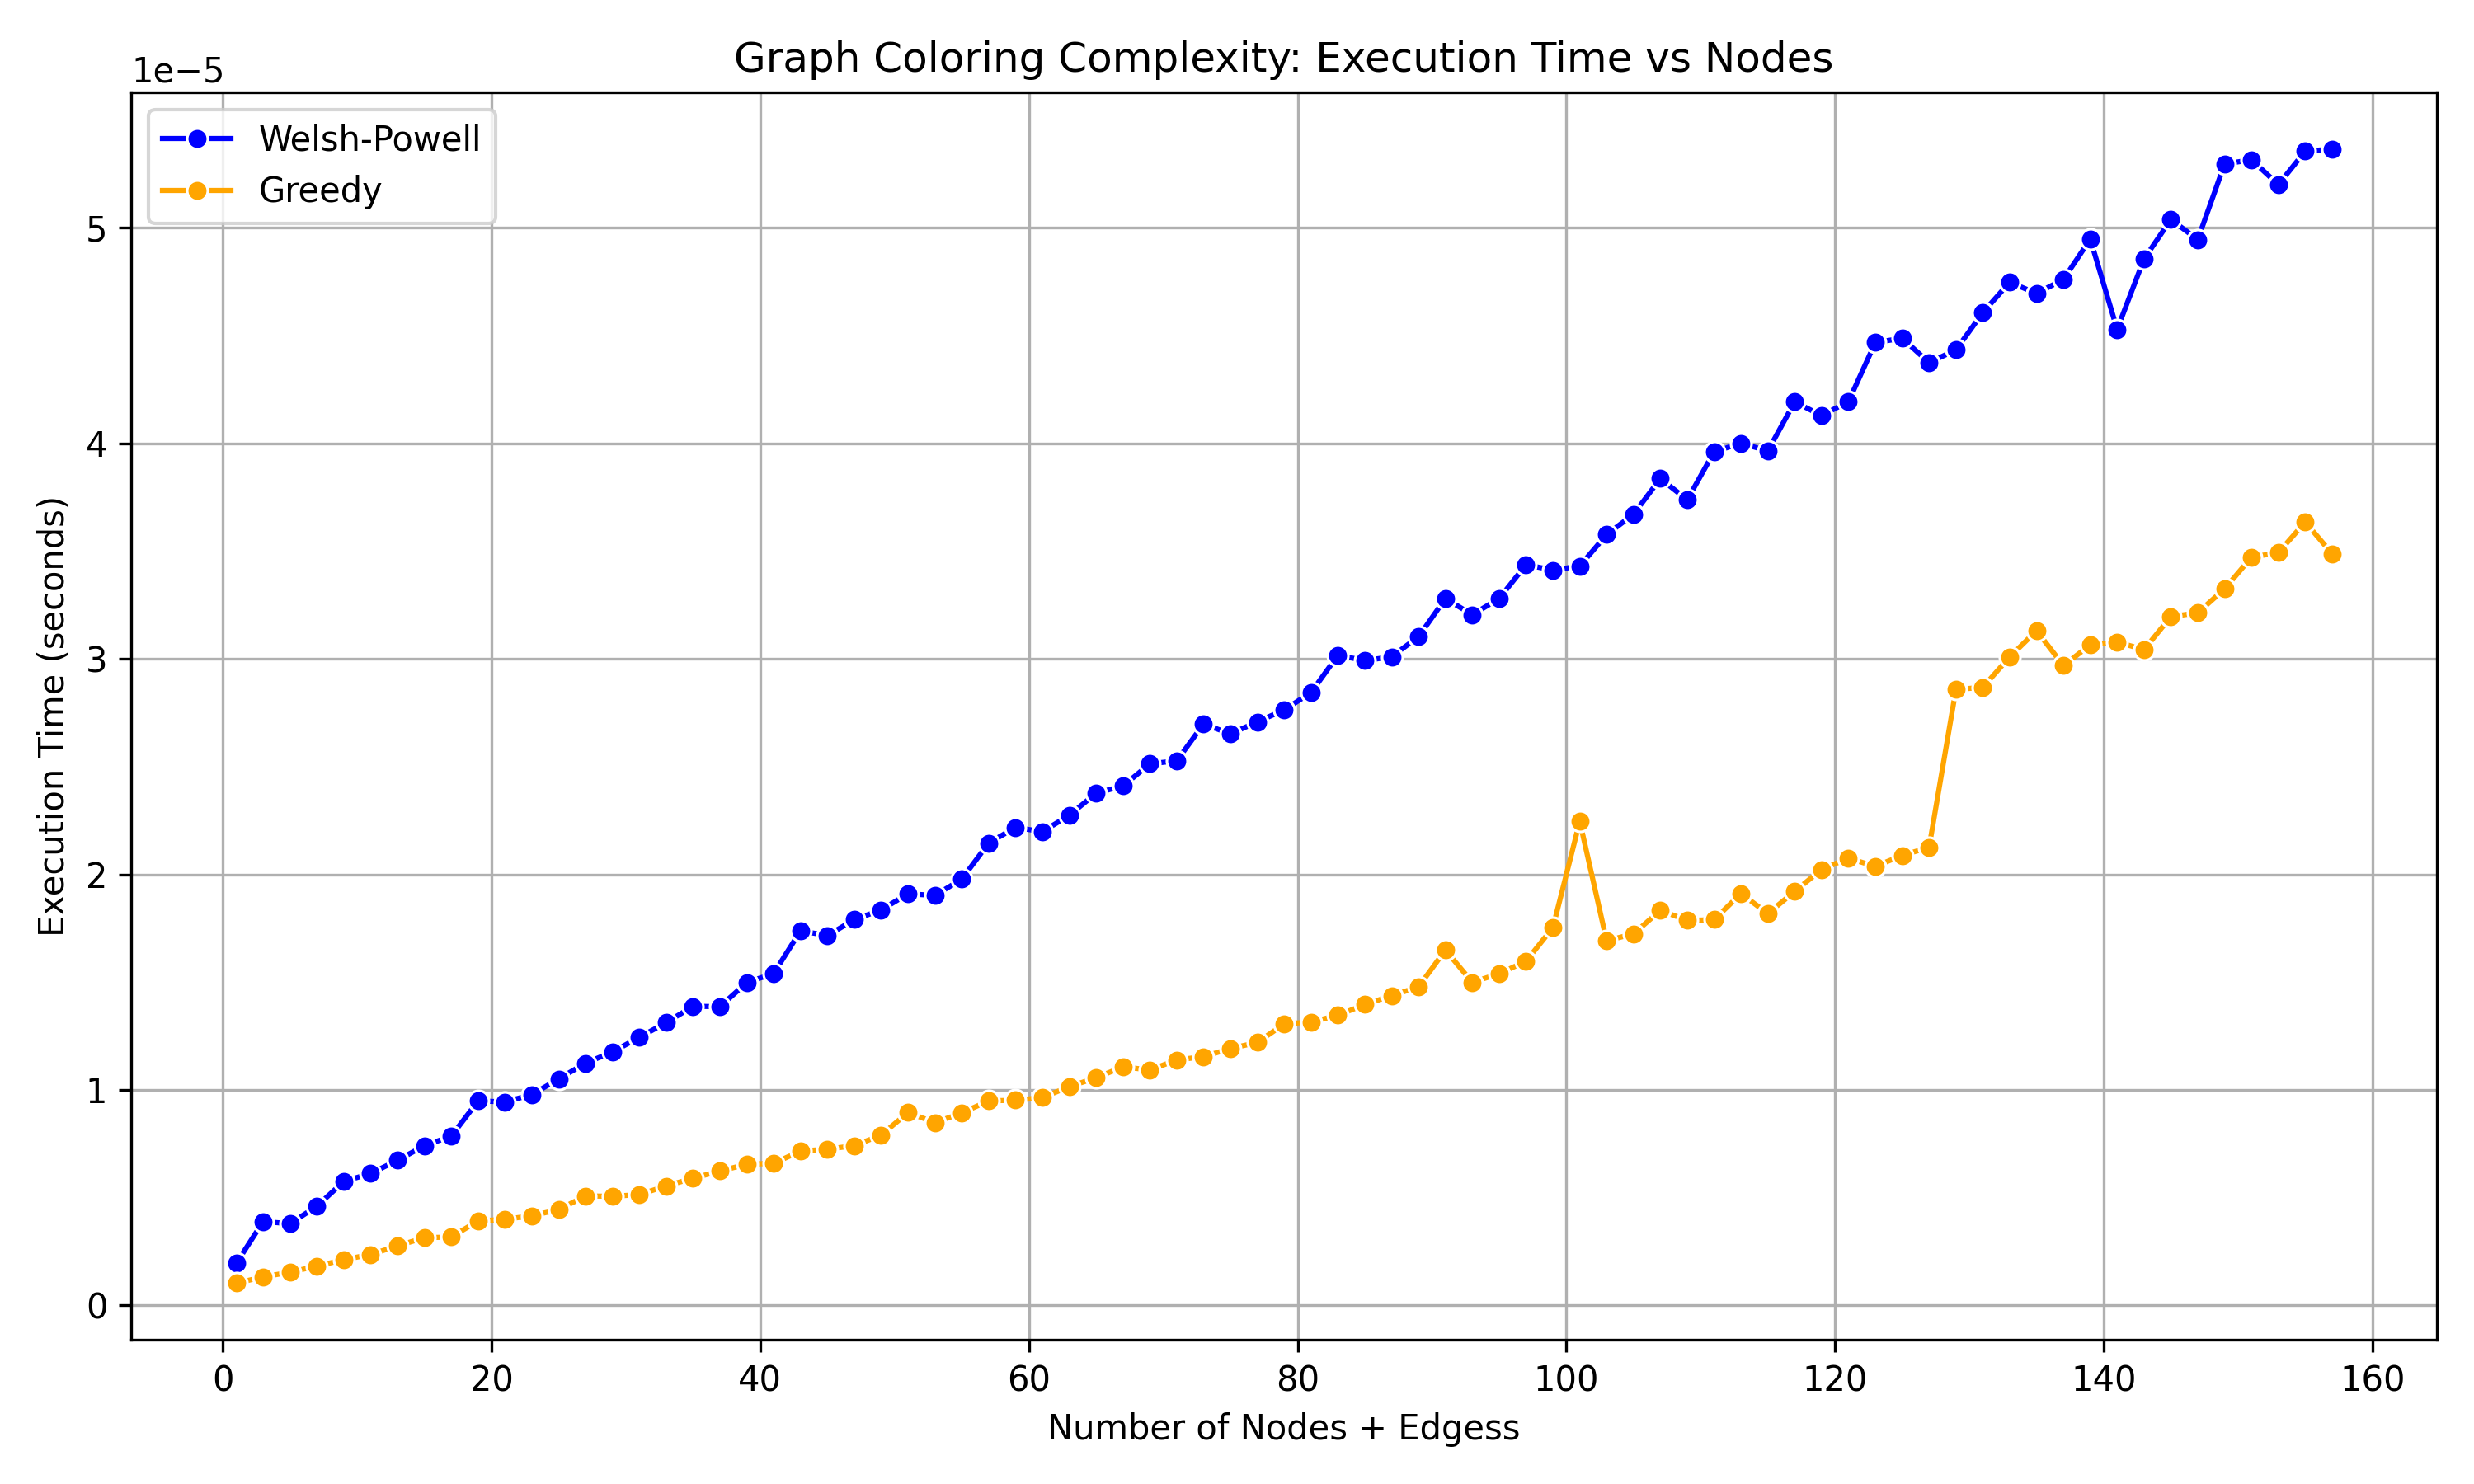 Graph Coloring Complexity: Execution Time vs Nodes
1e−5
Welsh-Powell
Greedy
Execution Time (seconds)
5
4
3
2
1
0
0 20 40 60 80 100 120 140 160
Number of Nodes + Edgess